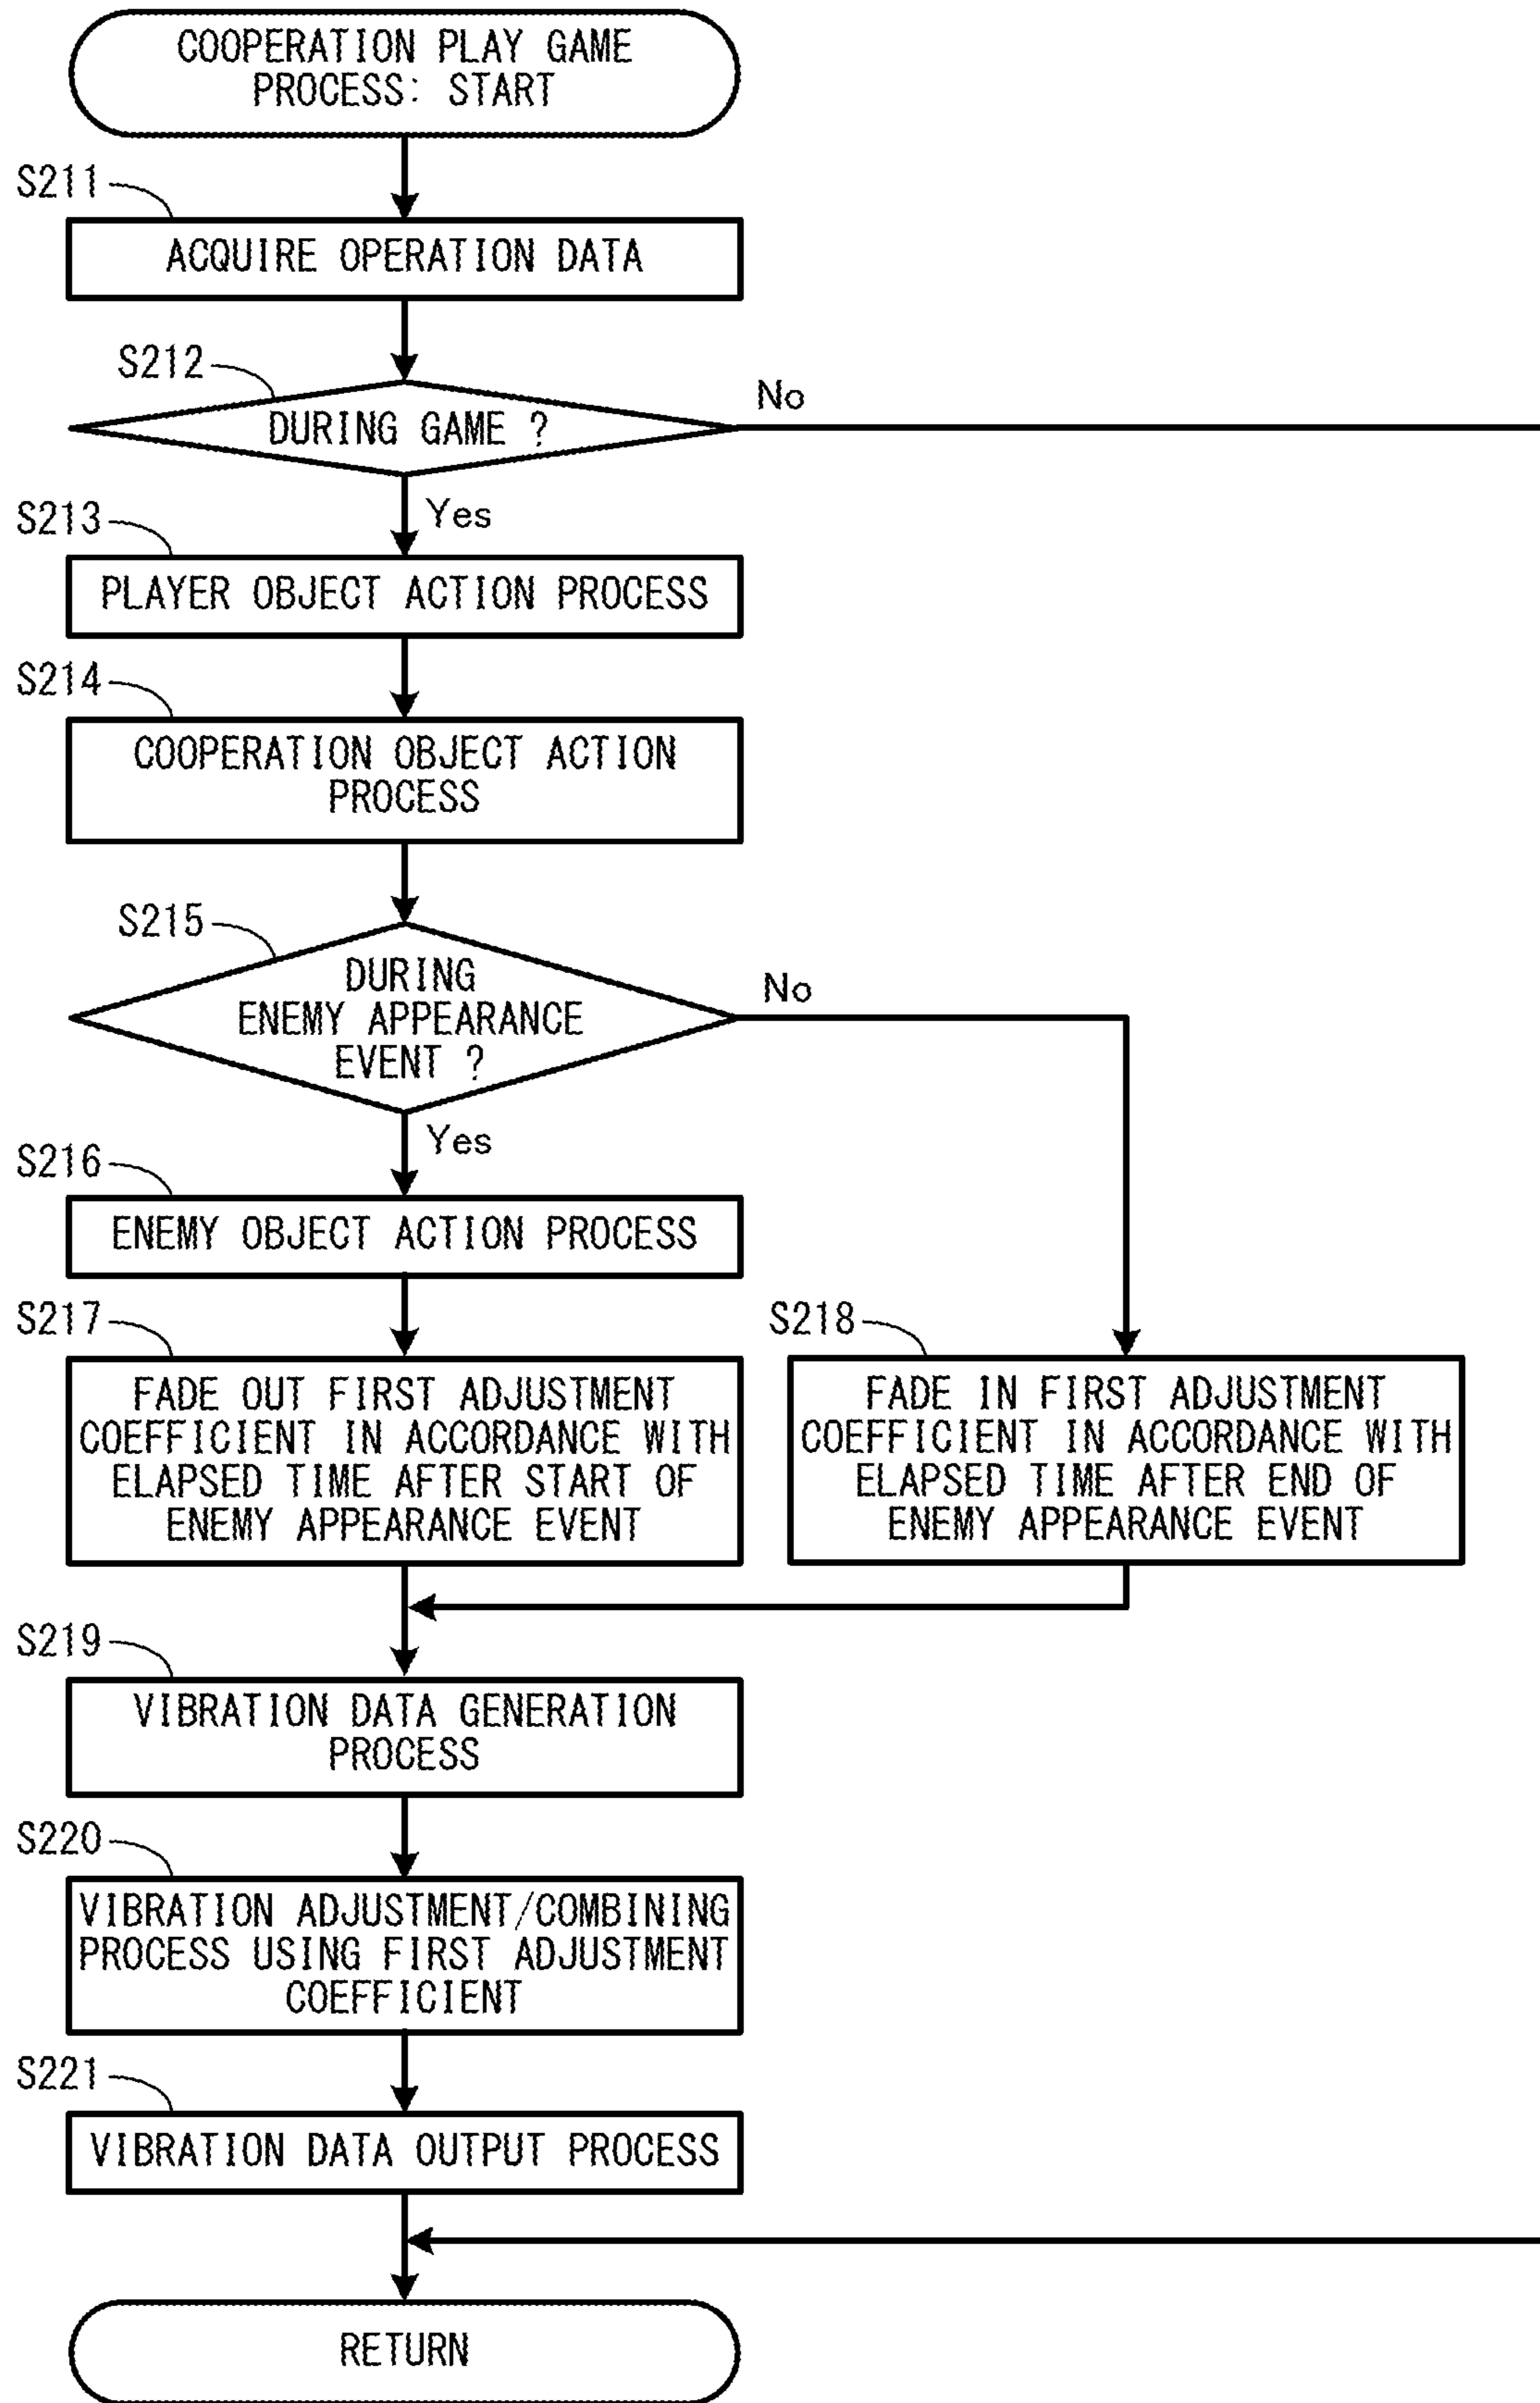 COOPERATION PLAY GAME
PROCESS: START
S211
ACQUIRE OPERATION DATA
S212
DURING GAME ?
No
Yes
S213
PLAYER OBJECT ACTION PROCESS
S214
COOPERATION OBJECT ACTION
PROCESS
S215
DURING
ENEMY APPEARANCE
EVENT ?
No
Yes
S216
ENEMY OBJECT ACTION PROCESS
S217
FADE OUT FIRST ADJUSTMENT
COEFFICIENT IN ACCORDANCE WITH
ELAPSED TIME AFTER START OF
ENEMY APPEARANCE EVENT
S218
FADE IN FIRST ADJUSTMENT
COEFFICIENT IN ACCORDANCE WITH
ELAPSED TIME AFTER END OF
ENEMY APPEARANCE EVENT
S219
VIBRATION DATA GENERATION
PROCESS
S220
VIBRATION ADJUSTMENT/COMBINING
PROCESS USING FIRST ADJUSTMENT
COEFFICIENT
S221
VIBRATION DATA OUTPUT PROCESS
RETURN